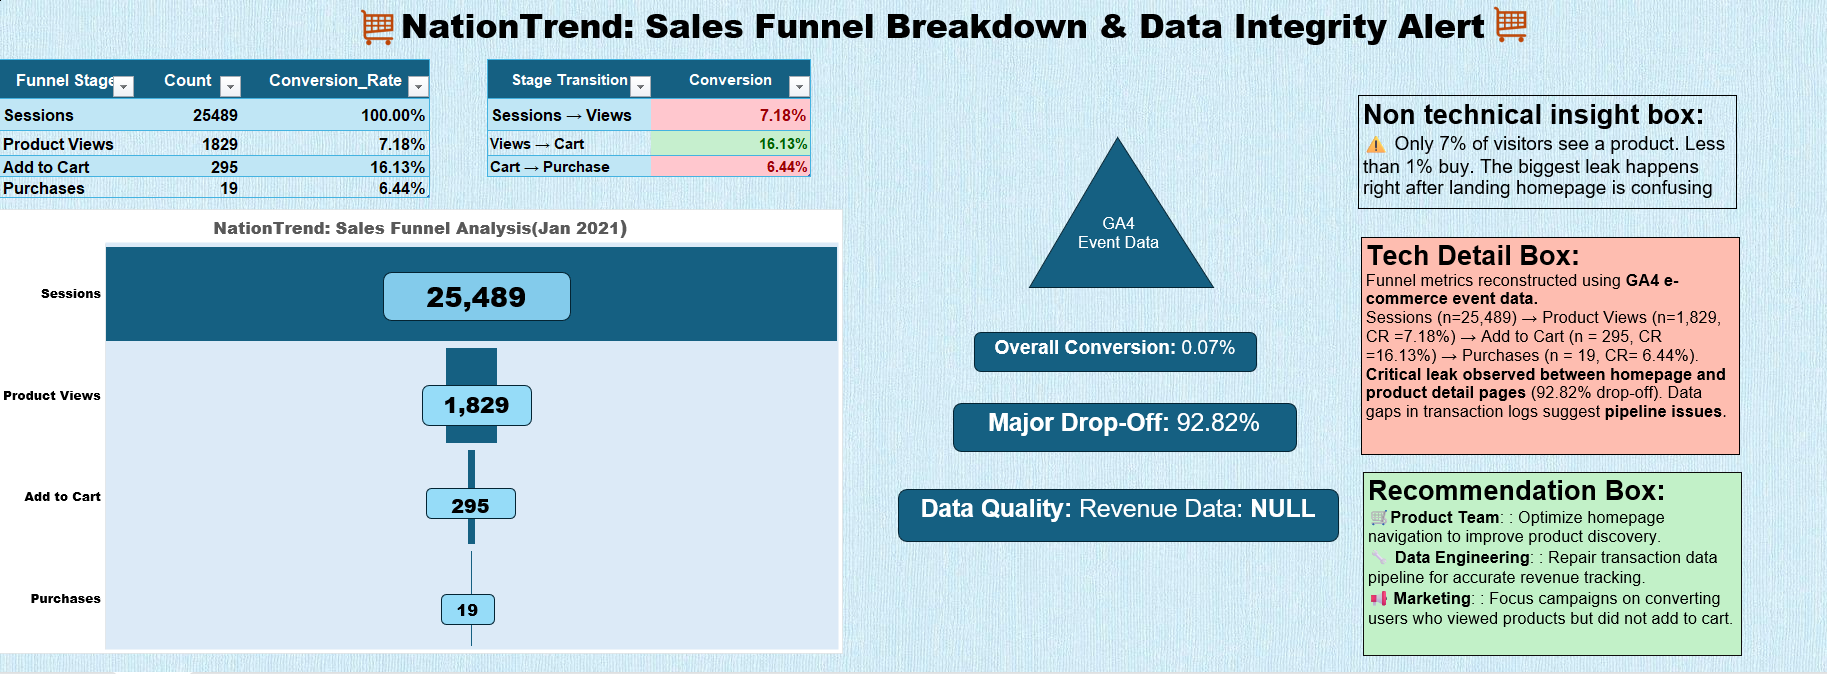 NationTrend: Sales Funnel Breakdown & Data Integrity Alert
Funnel Stage Count Conversion_Rate
Sessions 25489 100.00%
Product Views 1829 7.18%
Add to Cart 295 16.13%
Purchases 19 6.44%
Stage Transition Conversion
Sessions → Views 7.18%
Views → Cart 16.13%
Cart → Purchase 6.44%
NationTrend: Sales Funnel Analysis(Jan 2021)
Sessions 25,489
Product Views 1,829
Add to Cart 295
Purchases 19
GA4
Event Data
Overall Conversion: 0.07%
Major Drop-Off: 92.82%
Data Quality: Revenue Data: NULL
Non technical insight box:
⚠️ Only 7% of visitors see a product. Less
than 1% buy. The biggest leak happens
right after landing homepage is confusing
Tech Detail Box:
Funnel metrics reconstructed using GA4 e-
commerce event data.
Sessions (n=25,489) → Product Views (n=1,829,
CR =7.18%) → Add to Cart (n = 295, CR
=16.13%) → Purchases (n = 19, CR= 6.44%).
Critical leak observed between homepage and
product detail pages (92.82% drop-off). Data
gaps in transaction logs suggest pipeline issues.
Recommendation Box:
🛒Product Team: : Optimize homepage
navigation to improve product discovery.
🔧 Data Engineering: : Repair transaction data
pipeline for accurate revenue tracking.
📢 Marketing: : Focus campaigns on converting
users who viewed products but did not add to cart.